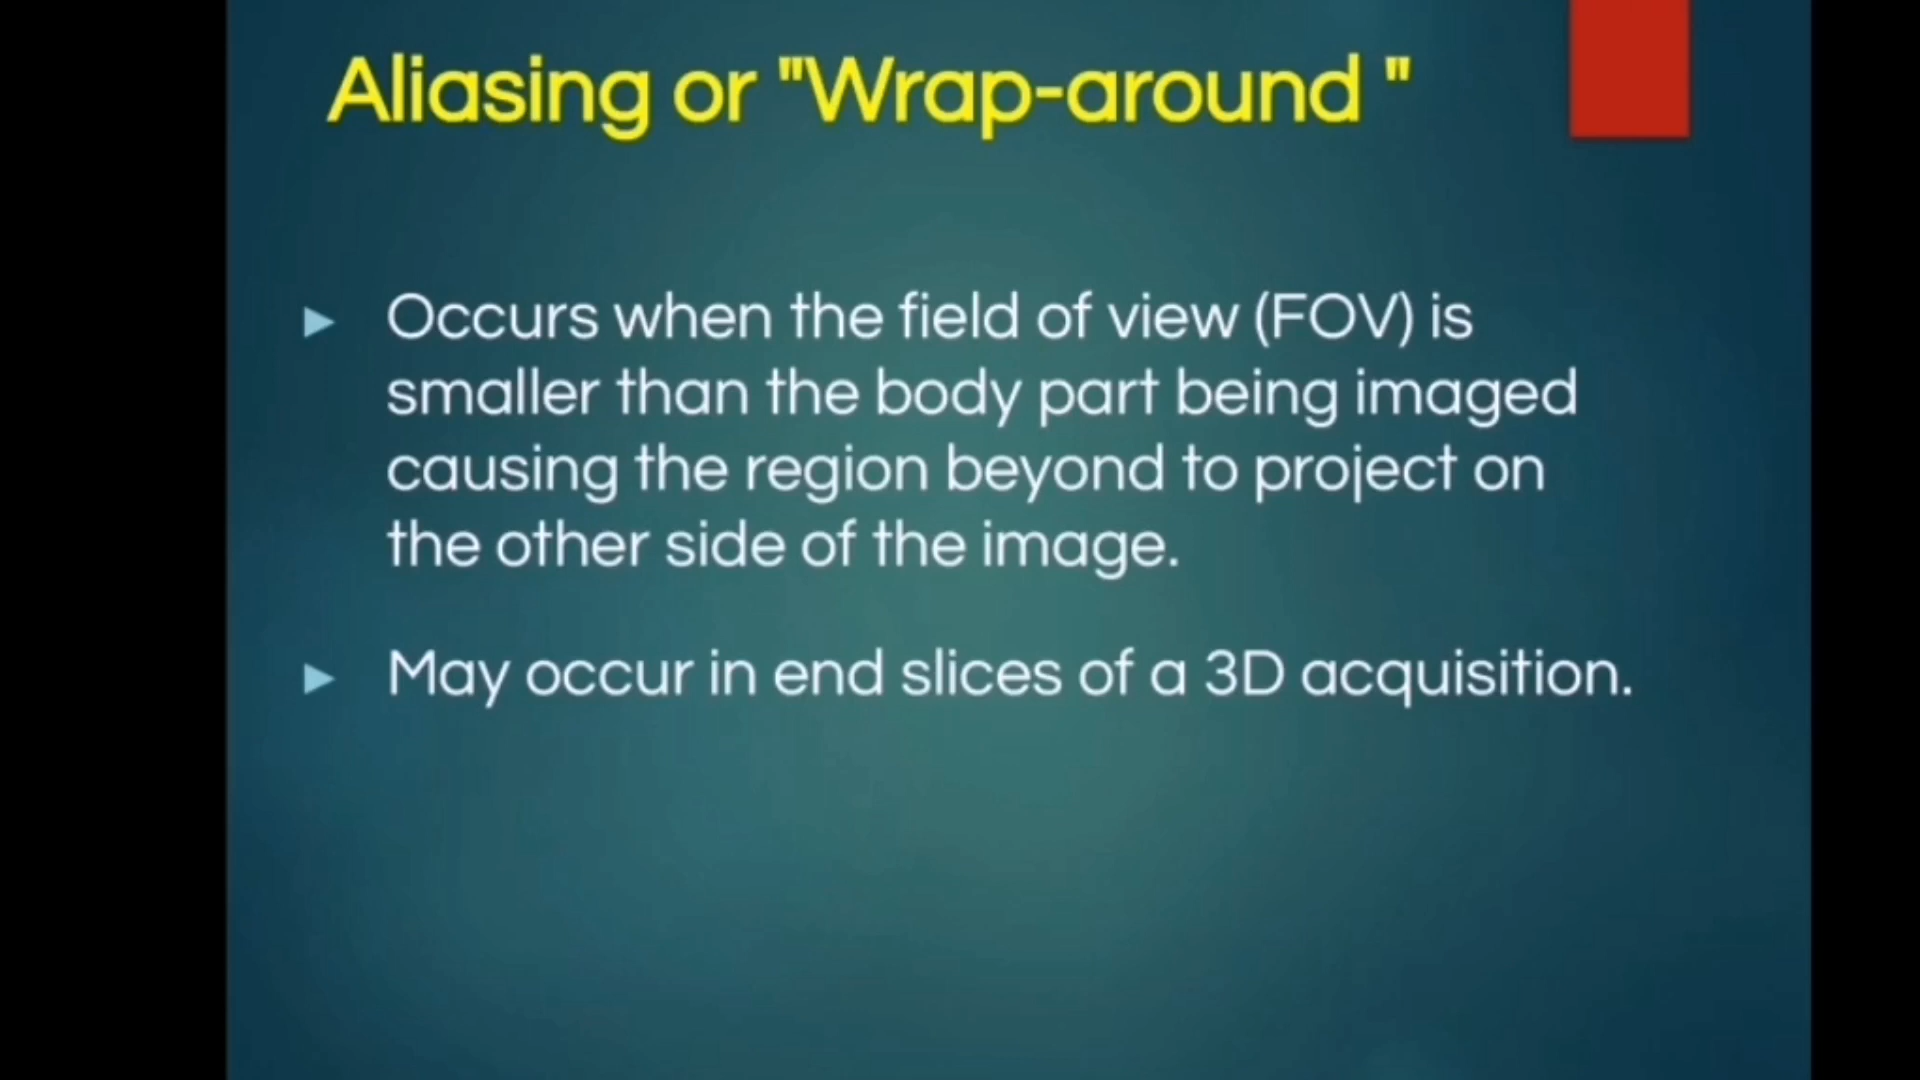 Aliasing or "Wrap-around "
Occurs when the field of view (FOV) is
smaller than the body part being imaged
causing the region beyond to project on
the other side of the image.
May occur in end slices of a 3D acquisition.